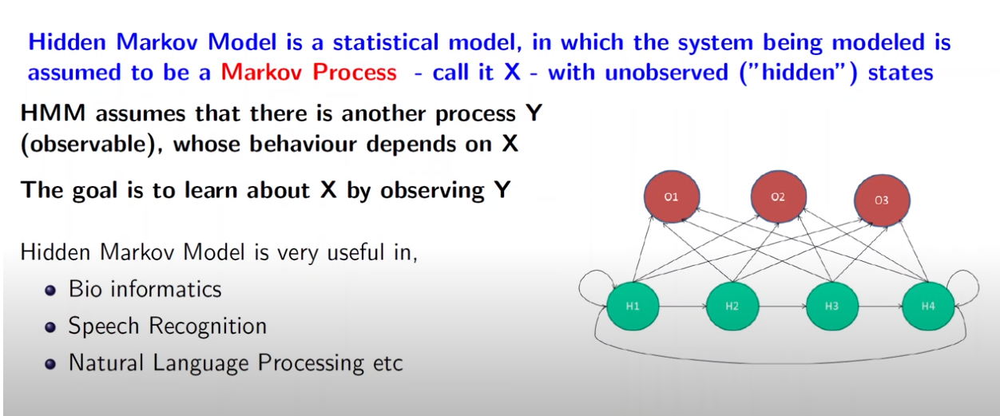 Hidden Markov Model is a statistical model, in which the system being modeled is
assumed to be a Markov Process - call it X - with unobserved ("hidden") states
HMM assumes that there is another process Y
(observable), whose behaviour depends on X
The goal is to learn about X by observing Y
Hidden Markov Model is very useful in,
Bio informatics
Speech Recognition
Natural Language Processing etc
O1 O2 O3
H1 H2 H3 H4